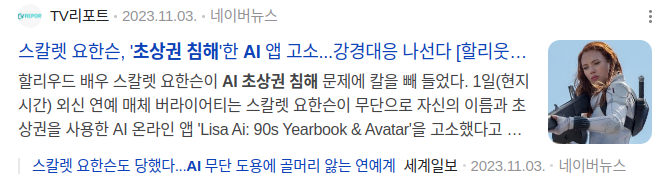 TV리포트 · 2023.11.03. · 네이버뉴스
스칼렛 요한슨, '초상권 침해'한 AI 앱 고소...강경대응 나선다 [할리웃...
할리우드 배우 스칼렛 요한슨이 AI 초상권 침해 문제에 칼을 빼 들었다. 1일(현지
시간) 외신 연예 매체 버라이어티는 스칼렛 요한슨이 무단으로 자신의 이름과 초
상권을 사용한 AI 온라인 앱 'Lisa Ai: 90s Yearbook & Avatar'을 고소했다고 ...
스칼렛 요한슨도 당했다...AI 무단 도용에 골머리 앓는 연예계 세계일보 · 2023.11.03. · 네이버뉴스